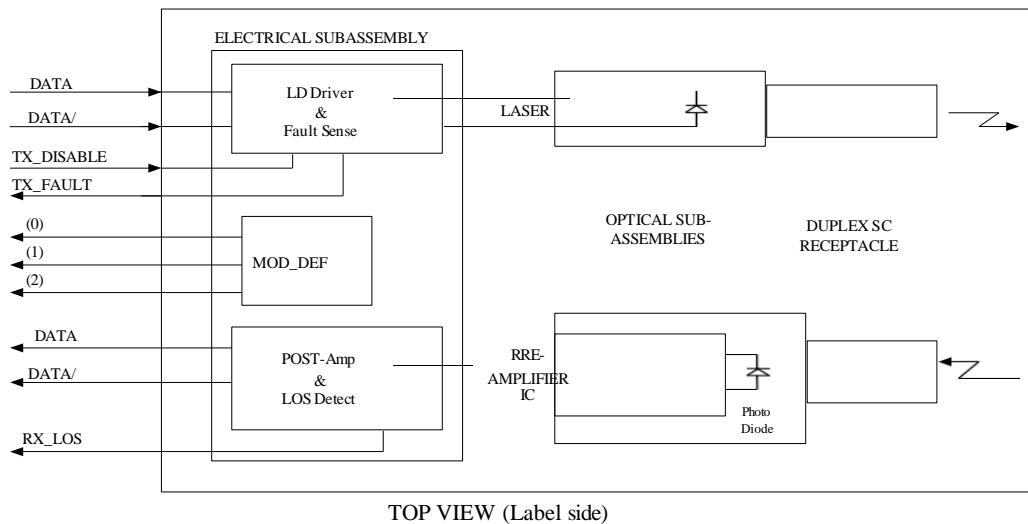 ELECTRICAL SUBASSEMBLY
DATA
DATA/
TX_DISABLE
TX_FAULT
LD Driver
&
Fault Sense
LASER
(0)
(1)
(2)
MOD_DEF
OPTICAL SUB-
ASSEMBLIES
DUPLEX SC
RECEPTACLE
DATA
DATA/
RX_LOS
POST-Amp
&
LOS Detect
RRE-
AMPLIFIER
IC
Photo
Diode
TOP VIEW (Label side)